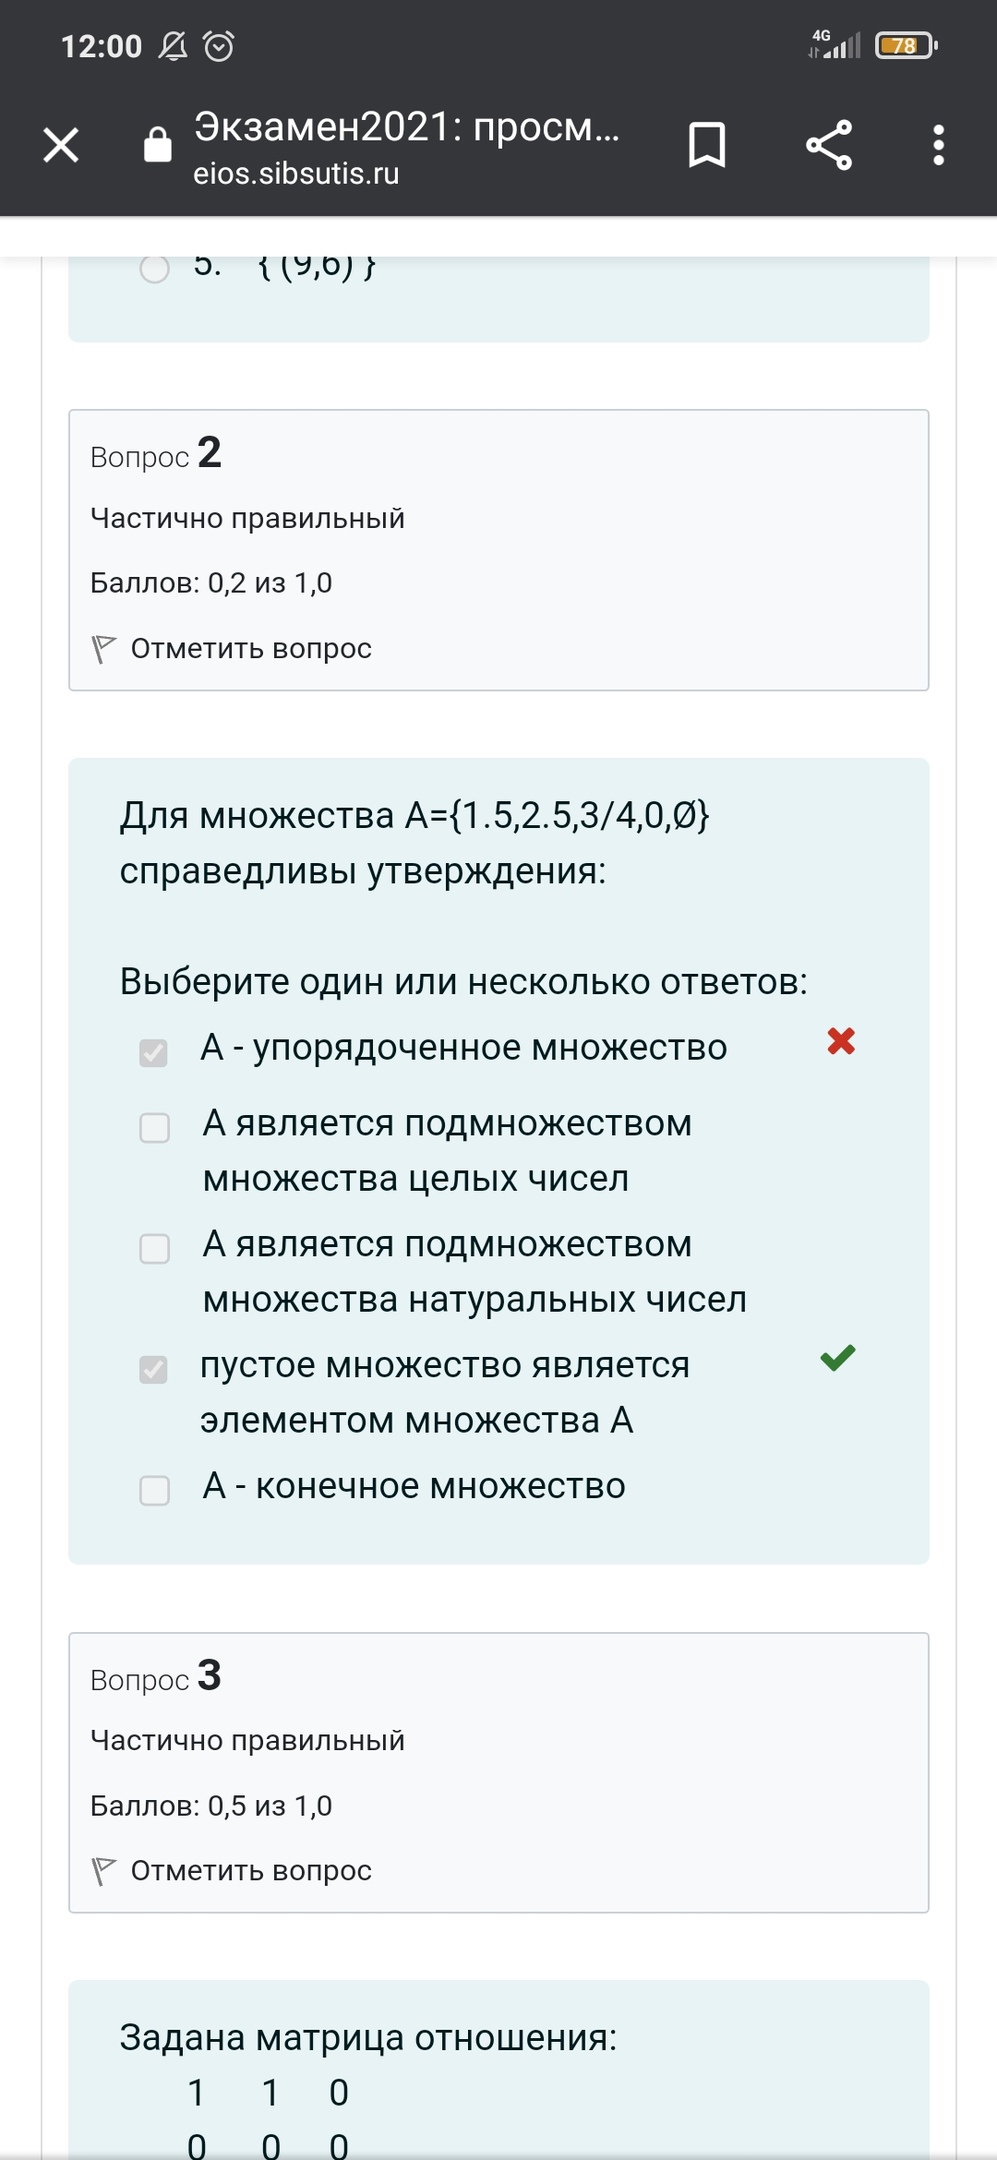 12:00
4G
78
Экзамен2021: просм...
eios.sibsutis.ru
5. { (9,6) }
Вопрос 2
Частично правильный
Баллов: 0,2 из 1,0
Отметить вопрос
Для множества А={1.5,2.5,3/4,0,Ø}
справедливы утверждения:
Выберите один или несколько ответов:
А - упорядоченное множество
А является подмножеством
множества целых чисел
А является подмножеством
множества натуральных чисел
пустое множество является
элементом множества А
А - конечное множество
Вопрос 3
Частично правильный
Баллов: 0,5 из 1,0
Отметить вопрос
Задана матрица отношения:
1 1 0
0 0 0